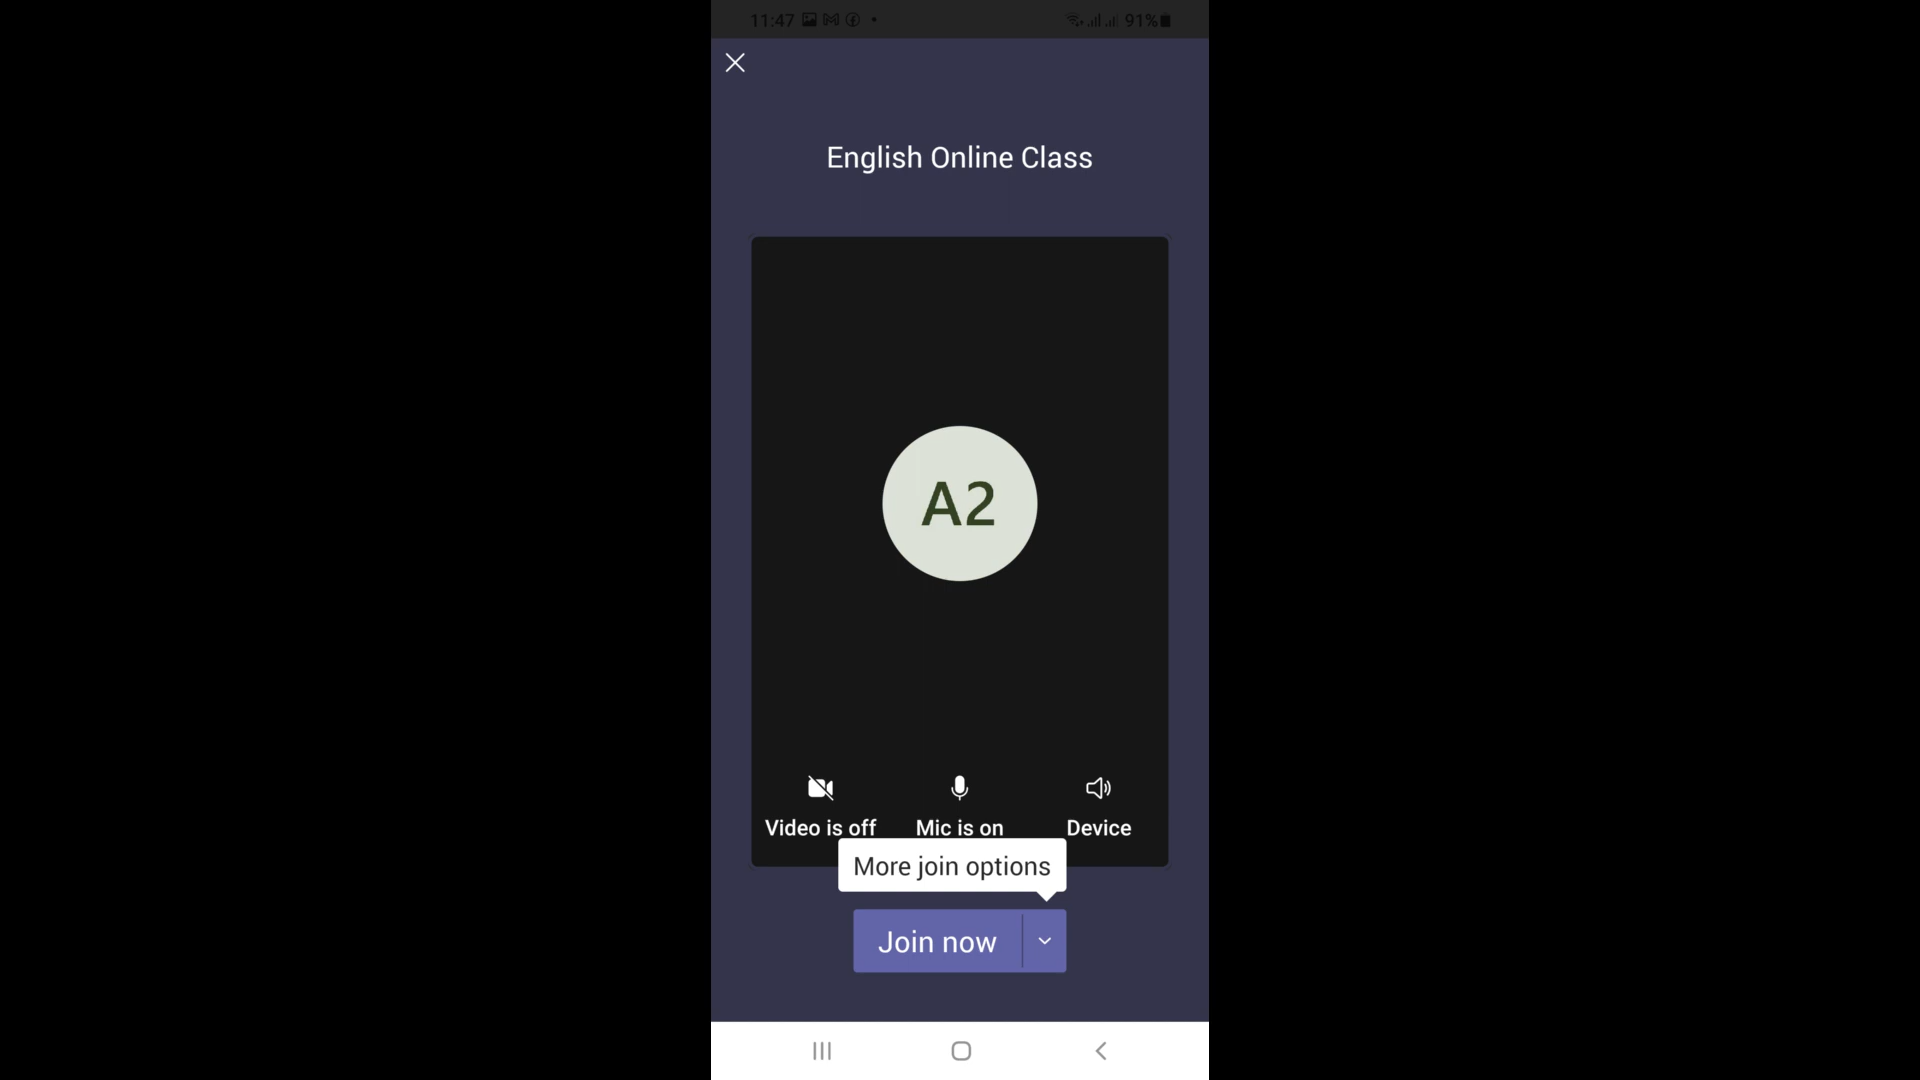 11:47 91%
English Online Class
A2
Video is off Mic is on Device
More join options
Join now